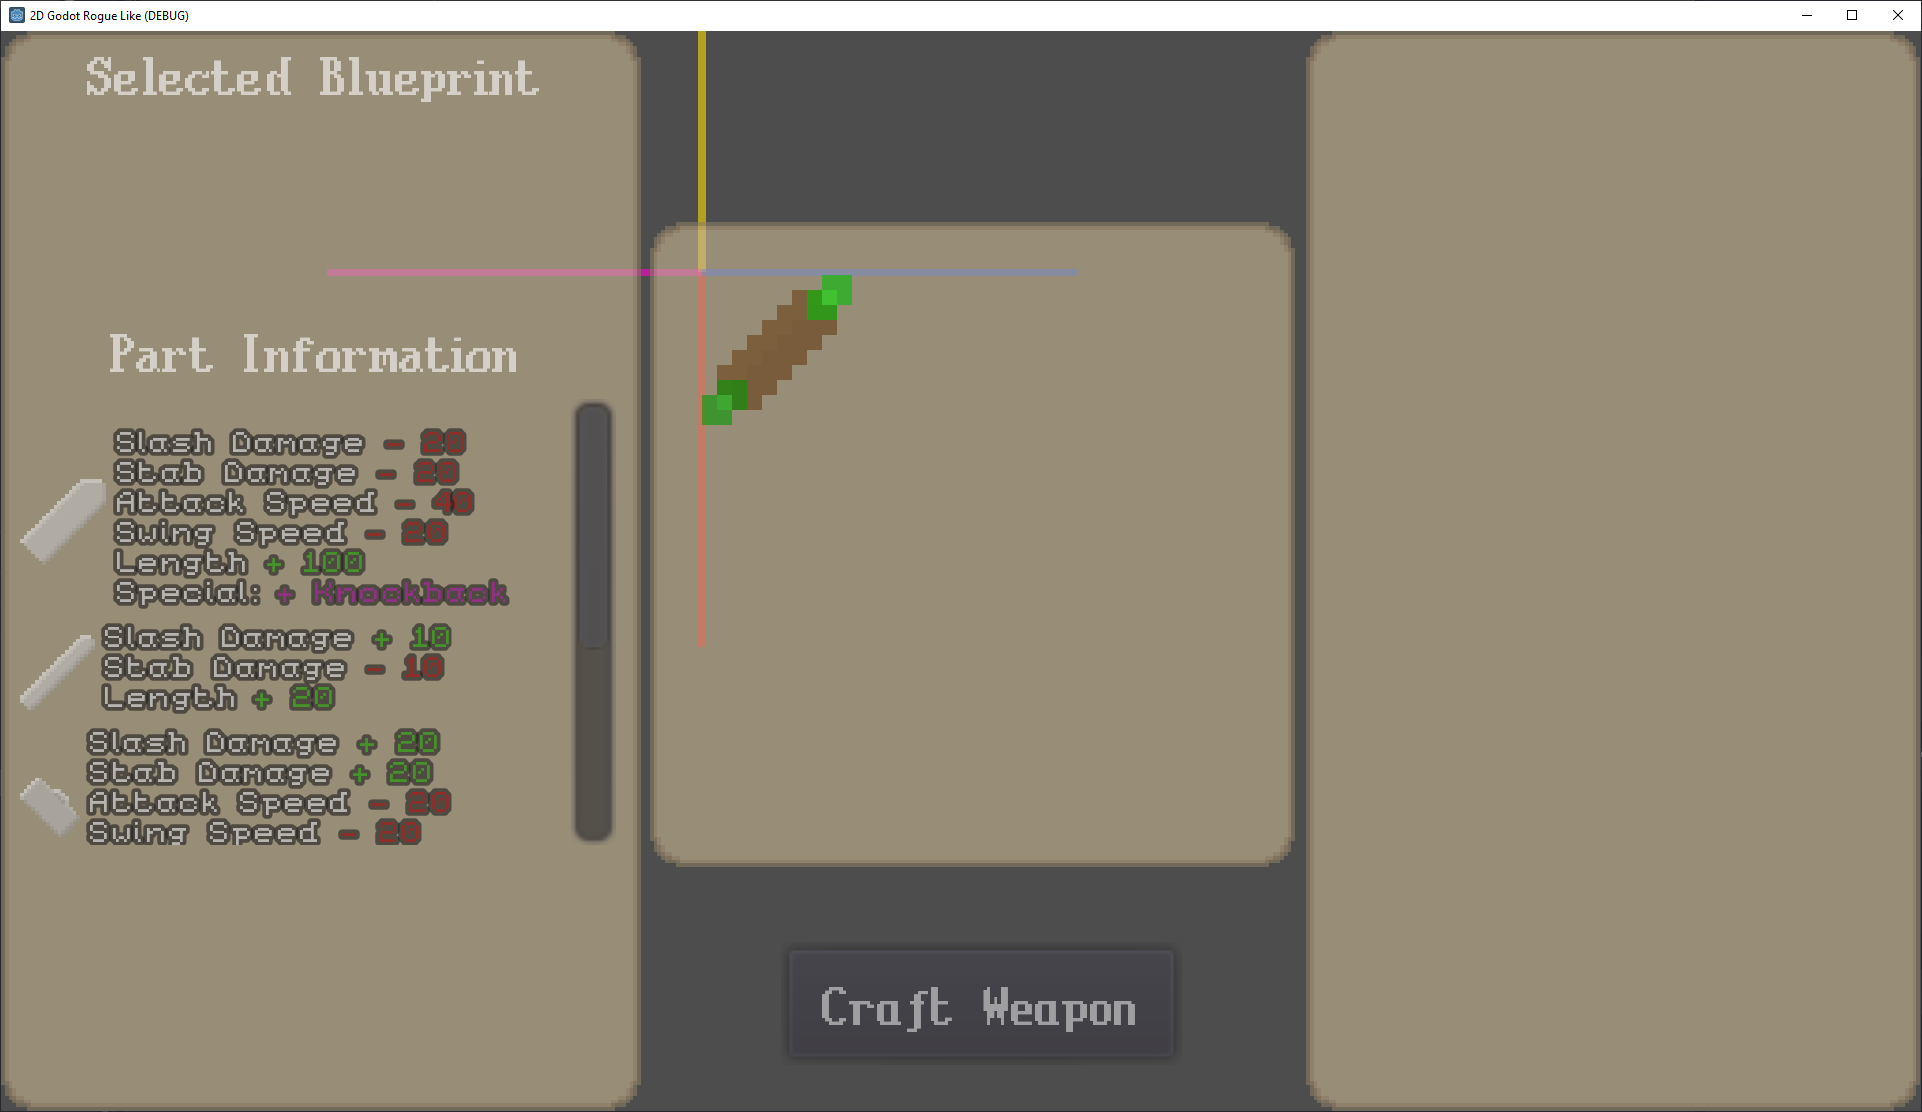 2D Godot Rogue Like (DEBUG)
Selected Blueprint
Part Information
Slash Damage - 20
Stab Damage - 20
Attack Speed - 40
Swing Speed - 20
Length + 100
Special: + Knockback
Slash Damage + 10
Stab Damage - 10
Length + 20
Slash Damage + 20
Stab Damage + 20
Attack Speed - 20
Swing Speed - 20
Craft Weapon